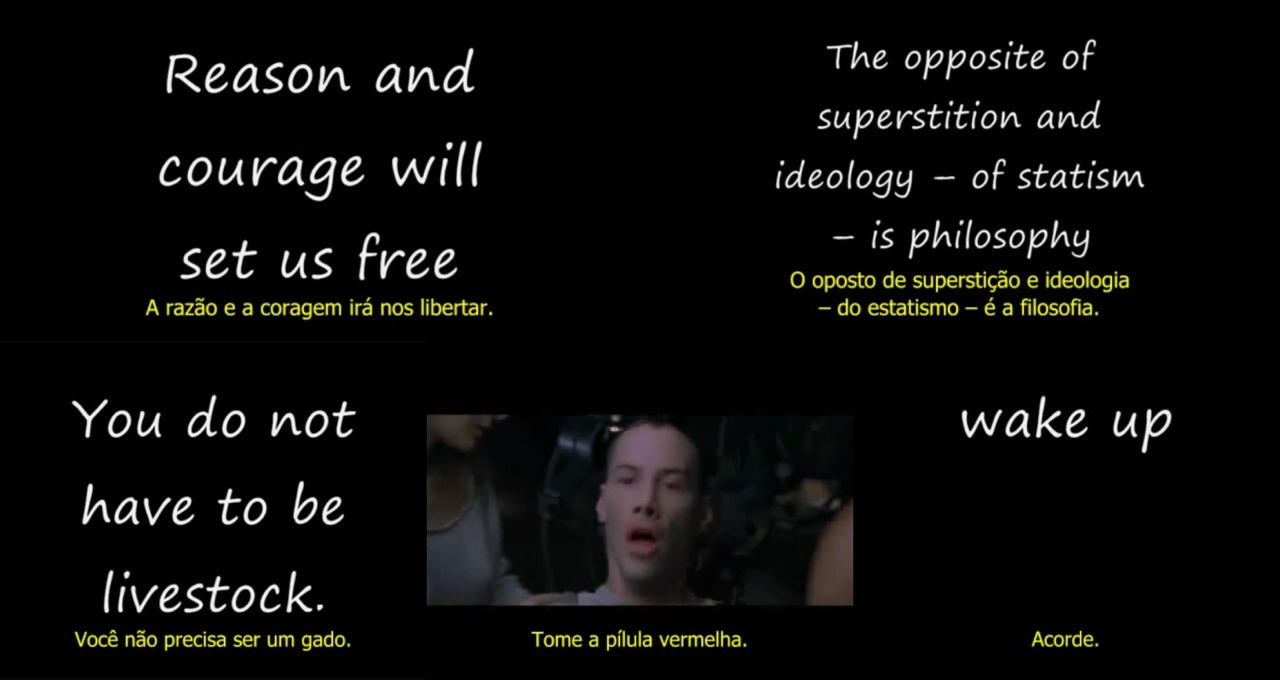 Reason and
courage will
set us free
A razão e a coragem irá nos libertar.
The opposite of
superstition and
ideology – of statism
– is philosophy
O oposto de superstição e ideologia
– do estatismo – é a filosofia.
You do not
have to be
livestock.
Você não precisa ser um gado.
Tome a pílula vermelha.
wake up
Acorde.